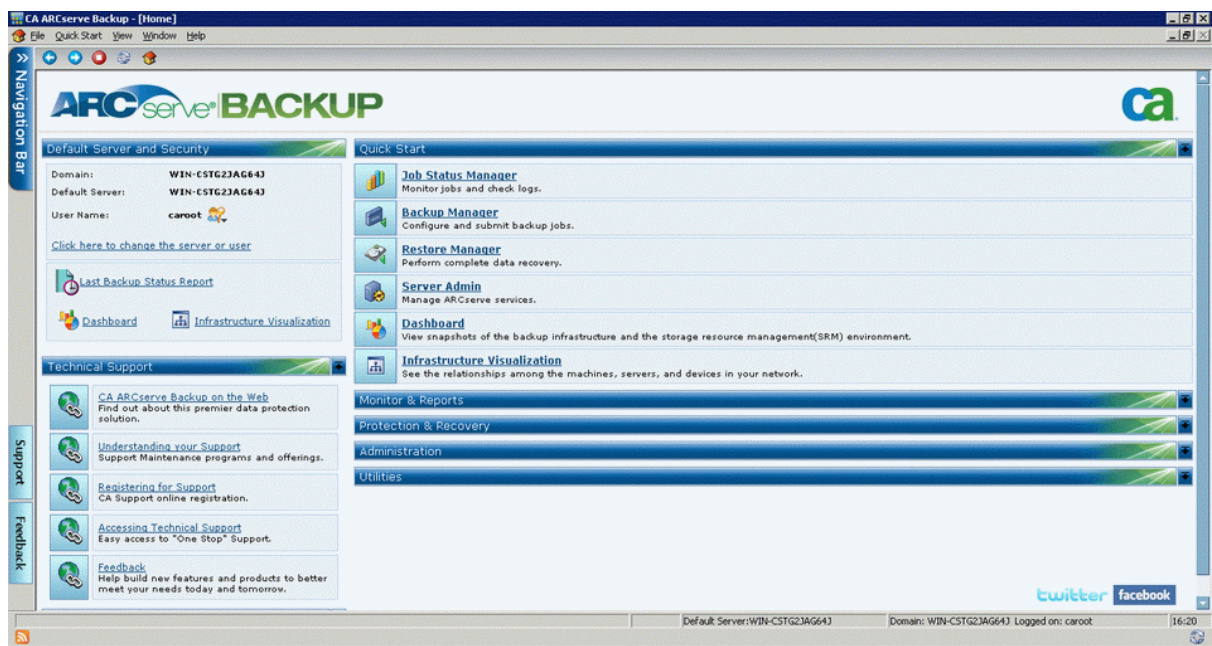 CA ARCserve Backup - [Home]
File Quick Start View Window Help
Navigation Bar
ARCserve® BACKUP
ca
Default Server and Security
Domain: WIN-CSTG2JAG64J
Default Server: WIN-CSTG2JAG64J
User Name: caroot
Click here to change the server or user
Last Backup Status Report
Dashboard
Infrastructure Visualization
Technical Support
CA ARCserve Backup on the Web
Find out about this premier data protection
solution.
Understanding your Support
Support Maintenance programs and offerings.
Registering for Support
CA Support online registration.
Accessing Technical Support
Easy access to "One Stop" Support.
Feedback
Help build new features and products to better
meet your needs today and tomorrow.
Quick Start
Job Status Manager
Monitor jobs and check logs.
Backup Manager
Configure and submit backup jobs.
Restore Manager
Perform complete data recovery.
Server Admin
Manage ARCserve services.
Dashboard
View snapshots of the backup infrastructure and the storage resource management(SRM) environment.
Infrastructure Visualization
See the relationships among the machines, servers, and devices in your network.
Monitor & Reports
Protection & Recovery
Administration
Utilities
Support
Feedback
twitter
facebook
Default Server:WIN-CSTG2JAG64J
Domain: WIN-CSTG2JAG64J Logged on: caroot
16:20